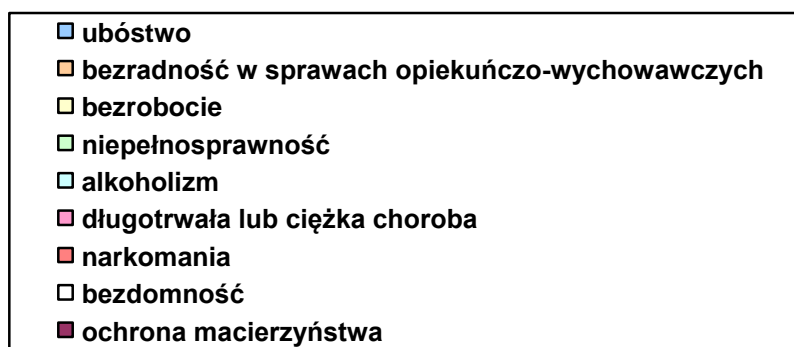 ubóstwo
bezradność w sprawach opiekuńczo-wychowawczych
bezrobocie
niepełnosprawność
alkoholizm
długotrwała lub ciężka choroba
narkomania
bezdomność
ochrona macierzyństwa